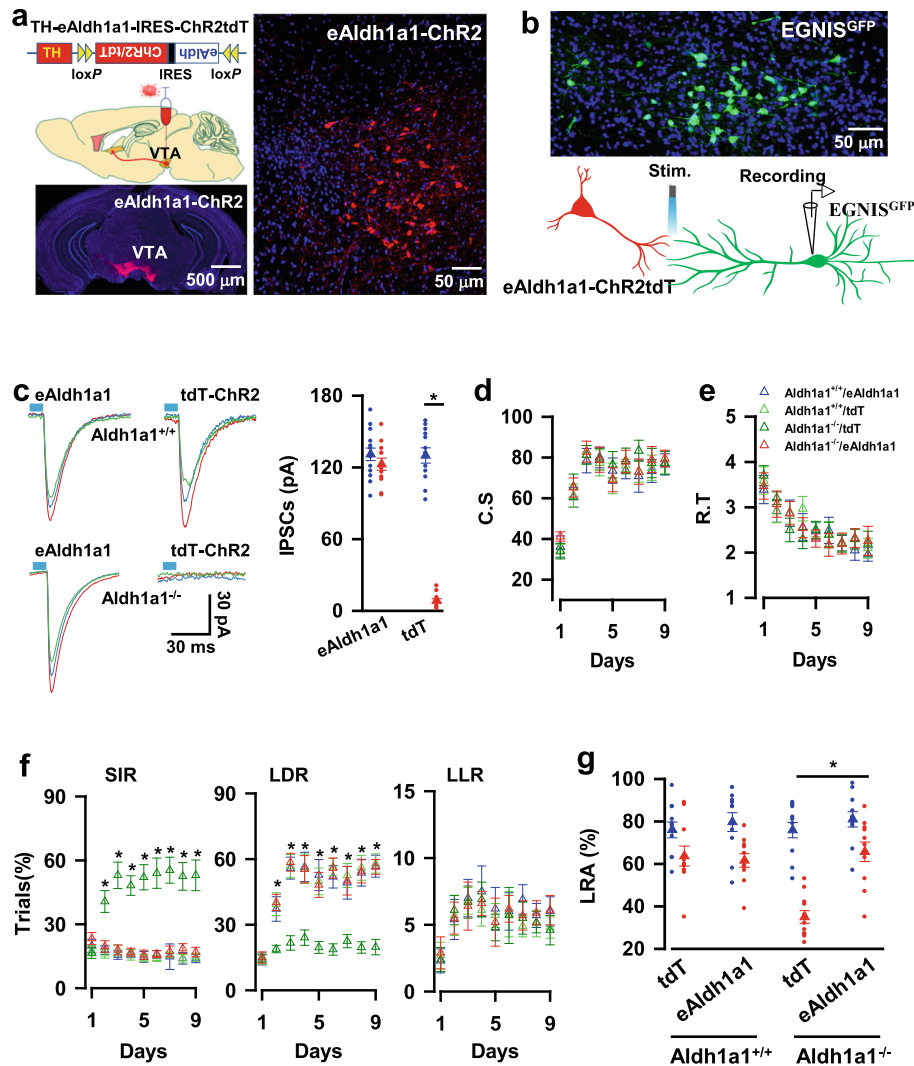 a
TH-eAldh1a1-IRES-ChR2tdT
TH
ChR2/tdT
eAldh
loxP
IRES
loxP
VTA
eAldh1a1-ChR2
VTA
500 µm
eAldh1a1-ChR2
50 µm
b
EGNIS^GFP
50 µm
Stim.
Recording
EGNIS^GFP
eAldh1a1-ChR2tdT
c
eAldh1a1
tdT-ChR2
Aldh1a1+/+
eAldh1a1
tdT-ChR2
Aldh1a1-/-
30 pA
30 ms
IPSCs (pA)
180
120
60
0
*
eAldh1a1
tdT
d
C.S
100
80
60
40
20
1
5
9
Days
e
Aldh1a1+/+/eAldh1a1
Aldh1a1+/+/tdT
Aldh1a1-/-/tdT
Aldh1a1-/-/eAldh1a1
R.T
5
4
3
2
1
1
5
9
Days
f
SIR
Trials(%)
90
60
30
0
* * * * * * * *
1
5
9
Days
LDR
90
60
30
0
* * * * * * * *
1
5
9
Days
LLR
15
10
5
0
1
5
9
Days
g
LRA (%)
100
80
60
40
20
*
tdT
eAldh1a1
tdT
eAldh1a1
Aldh1a1+/+
Aldh1a1-/-